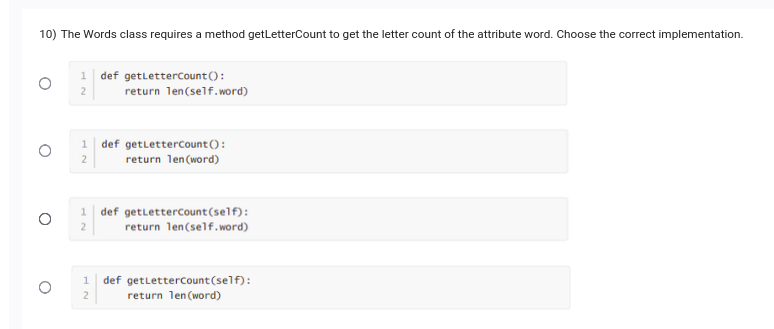 10) The Words class requires a method getLetterCount to get the letter count of the attribute word. Choose the correct implementation.
1 def getLetterCount():
2 return len(self.word)
1 def getLetterCount():
2 return len(word)
1 def getLetterCount(self):
2 return len(self.word)
1 def getLetterCount(self):
2 return len(word)